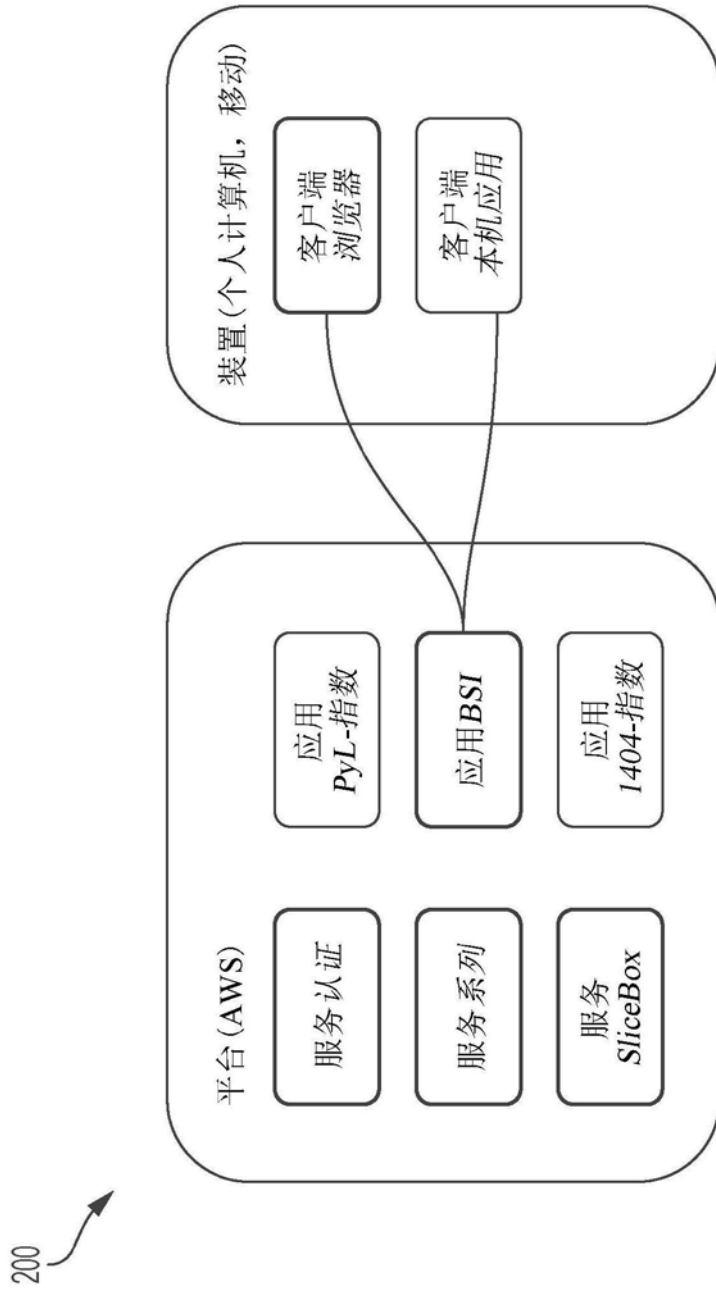 200
平台(AWS)
服务认证
服务系列
服务
SliceBox
应用
PyL-指数
应用BSI
应用
1404-指数
装置(个人计算机，移动)
客户端
浏览器
客户端
本机应用